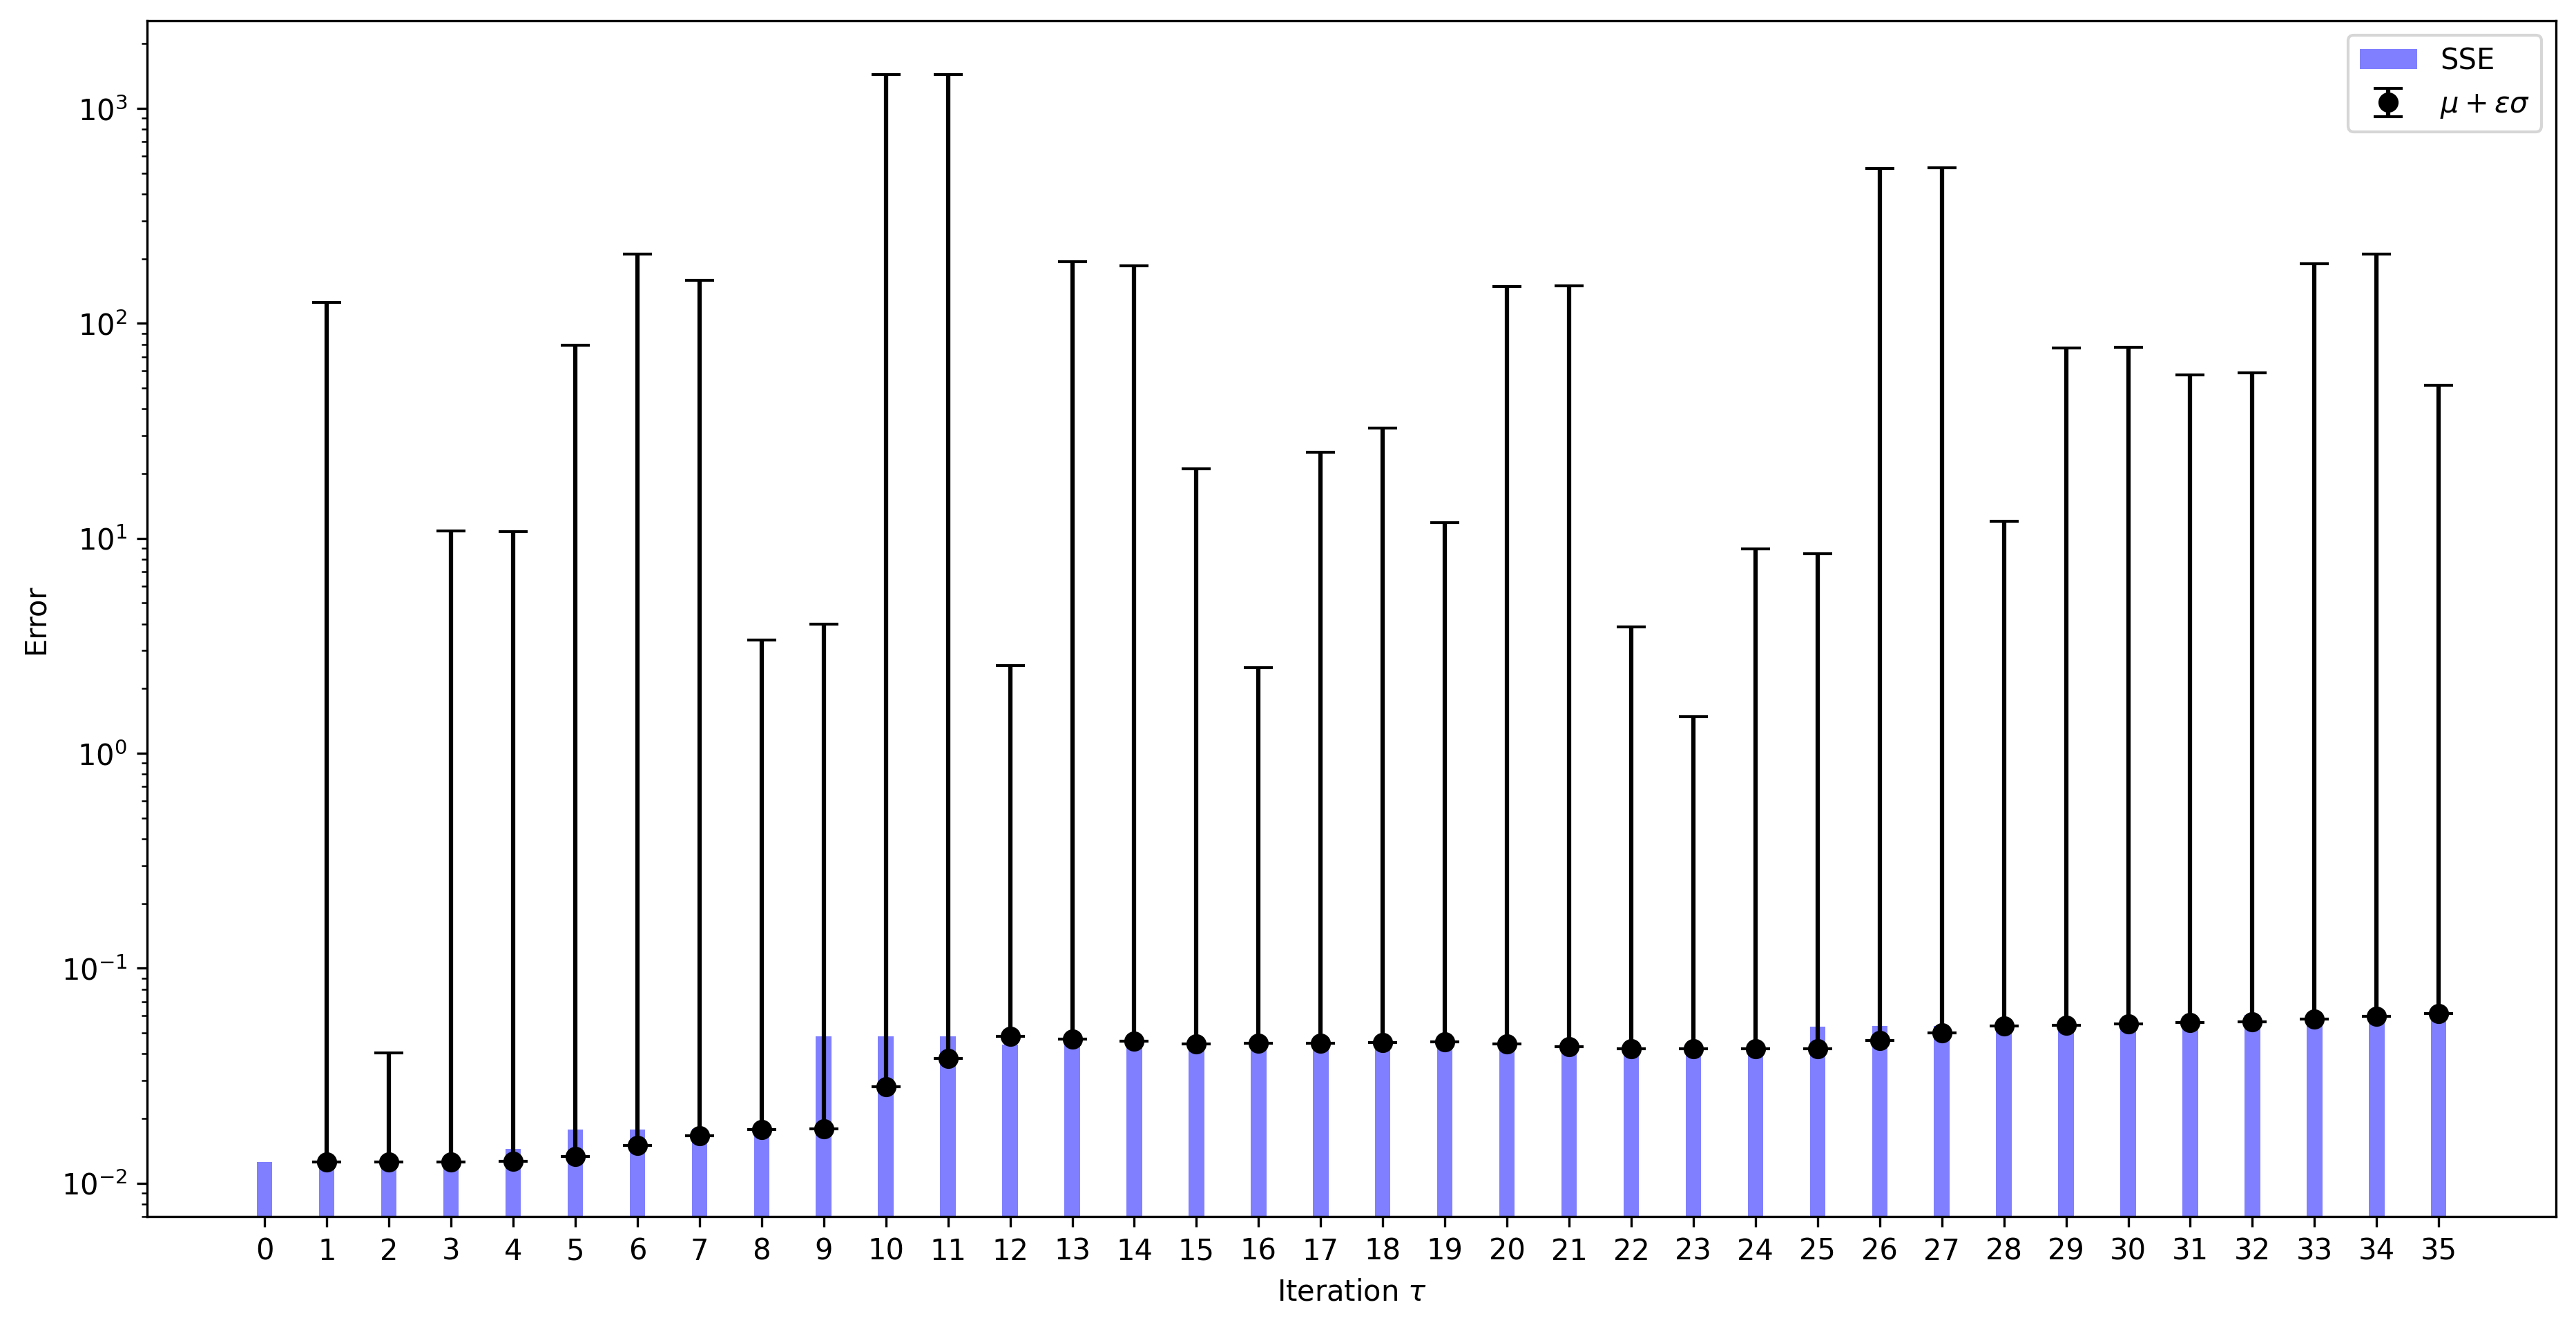 SSE
μ + εσ
10³
10²
10¹
10⁰
10⁻¹
10⁻²
Error
0 1 2 3 4 5 6 7 8 9 10 11 12 13 14 15 16 17 18 19 20 21 22 23 24 25 26 27 28 29 30 31 32 33 34 35
Iteration τ